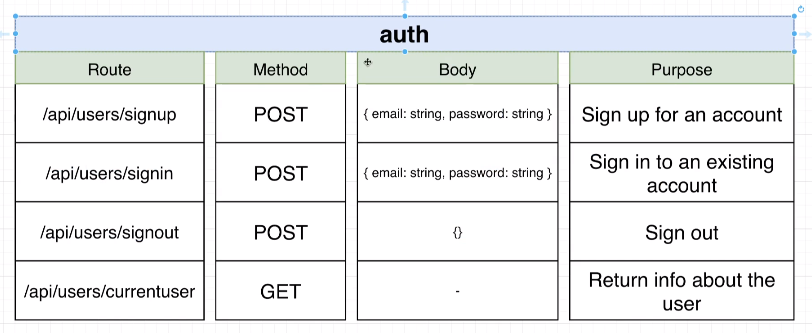 auth
Route Method Body Purpose
/api/users/signup POST { email: string, password: string } Sign up for an account
/api/users/signin POST { email: string, password: string } Sign in to an existing
account
/api/users/signout POST {} Sign out
/api/users/currentuser GET - Return info about the
user